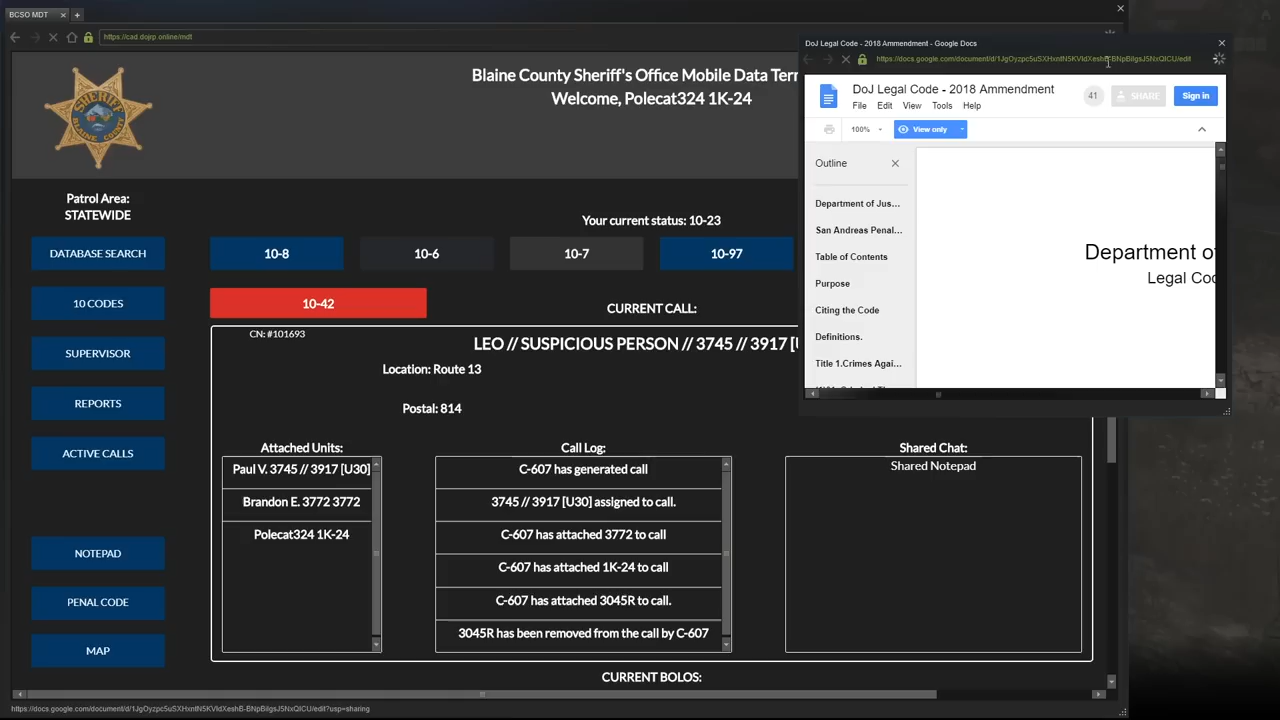 BCSO MDT
https://cad.dojrp.online/mdt
Blaine County Sheriff's Office Mobile Data Tern
Welcome, Polecat324 1K-24
SHERIFF
Patrol Area:
STATEWIDE
DATABASE SEARCH
10 CODES
SUPERVISOR
REPORTS
ACTIVE CALLS
NOTEPAD
PENAL CODE
MAP
Your current status: 10-23
10-8
10-6
10-7
10-97
10-42
CURRENT CALL:
CN: #101693
LEO // SUSPICIOUS PERSON // 3745 // 3917 [U
Location: Route 13
Postal: 814
Attached Units:
Paul V. 3745 // 3917 [U30]
Brandon E. 3772 3772
Polecat324 1K-24
Call Log:
C-607 has generated call
3745 // 3917 [U30] assigned to call.
C-607 has attached 3772 to call
C-607 has attached 1K-24 to call
C-607 has attached 3045R to call.
3045R has been removed from the call by C-607
Shared Chat:
Shared Notepad
CURRENT BOLOS:
DoJ Legal Code - 2018 Ammendment - Google Docs
DoJ Legal Code - 2018 Ammendment
File Edit View Tools Help
41
SHARE
Sign in
100%
View only
Outline
Department of Jus...
San Andreas Penal...
Table of Contents
Purpose
Citing the Code
Definitions.
Title 1.Crimes Agai...
Department of
Legal Cod